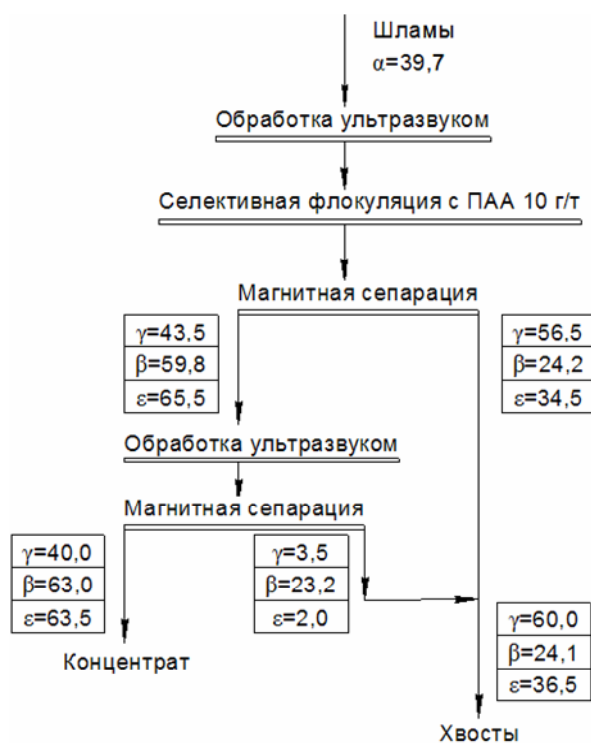 Шламы
α=39,7
Обработка ультразвуком
Селективная флокуляция с ПАА 10 г/т
Магнитная сепарация
γ=43,5
β=59,8
ε=65,5
γ=56,5
β=24,2
ε=34,5
Обработка ультразвуком
Магнитная сепарация
γ=40,0
β=63,0
ε=63,5
γ=3,5
β=23,2
ε=2,0
Концентрат
γ=60,0
β=24,1
ε=36,5
Хвосты